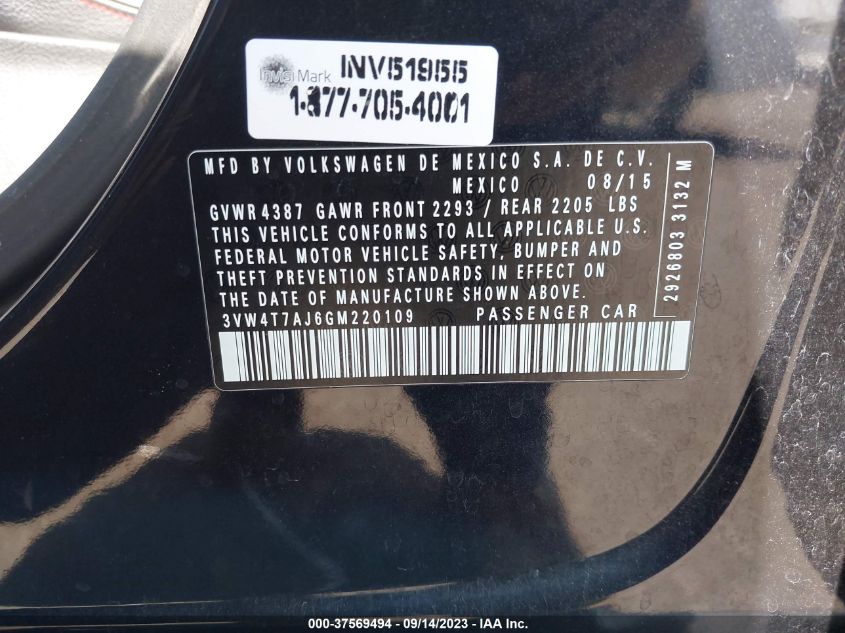 InvisiMark INV51955
1-877-705-4001
MFD BY VOLKSWAGEN DE MEXICO S.A. DE C.V.
MEXICO 08/15
GVWR 4387 GAWR FRONT 2293 / REAR 2205 LBS
THIS VEHICLE CONFORMS TO ALL APPLICABLE U.S.
FEDERAL MOTOR VEHICLE SAFETY, BUMPER AND
THEFT PREVENTION STANDARDS IN EFFECT ON
THE DATE OF MANUFACTURE SHOWN ABOVE.
3VW4T7AJ6GM220109 PASSENGER CAR
2926803 3132 M
000-37569494 - 09/14/2023 - IAA Inc.